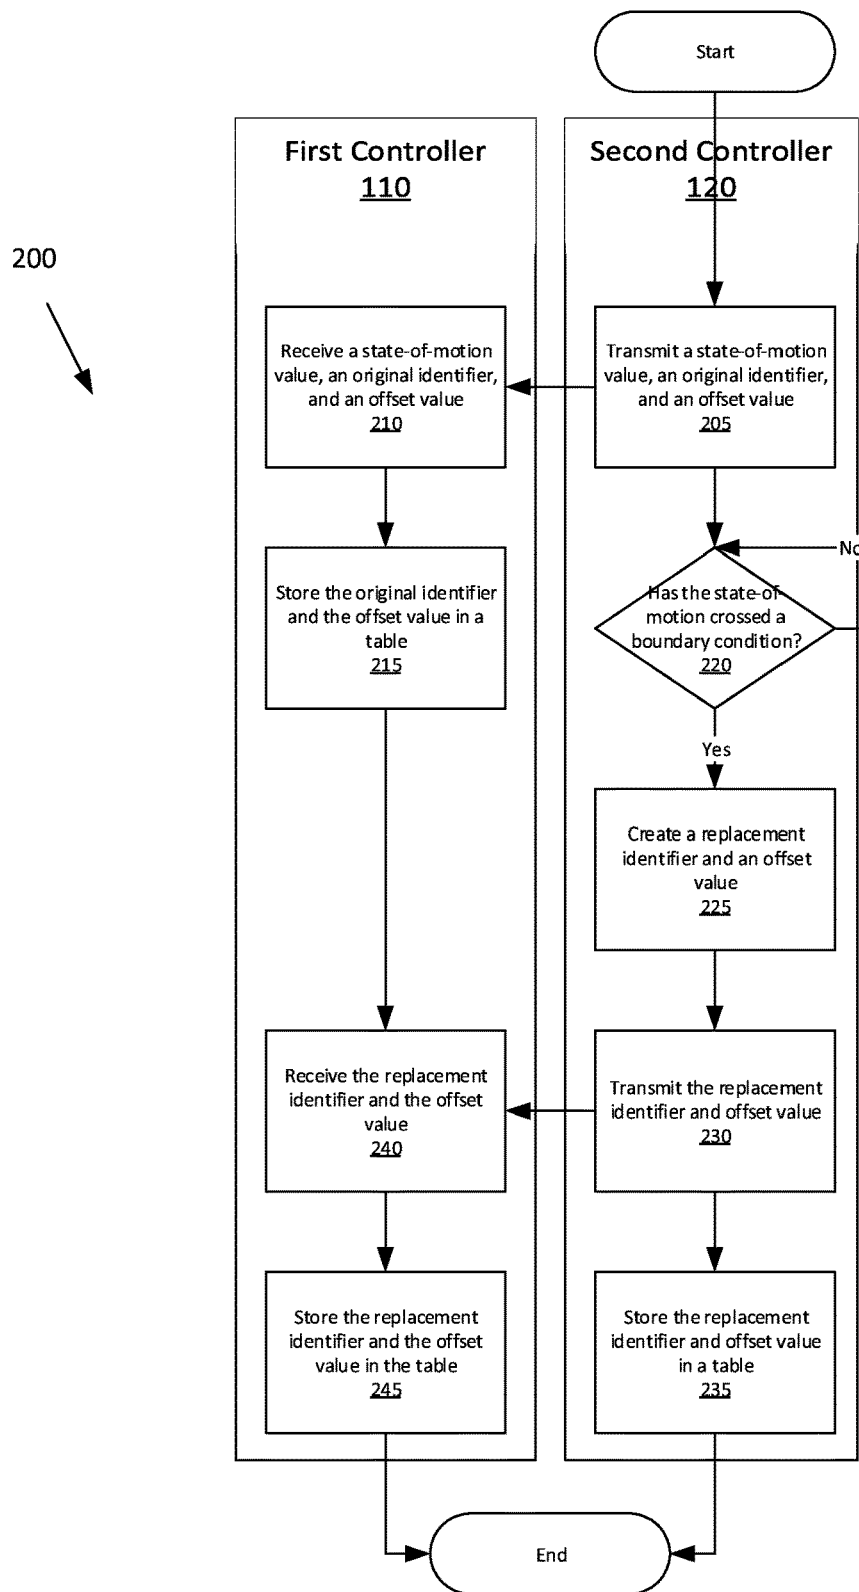 Start
First Controller
110
Second Controller
120
200
Receive a state-of-motion
value, an original identifier,
and an offset value
210
Transmit a state-of-motion
value, an original identifier,
and an offset value
205
No
Store the original identifier
and the offset value in a
table
215
Has the state-of-
motion crossed a
boundary condition?
220
Yes
Create a replacement
identifier and an offset
value
225
Receive the replacement
identifier and the offset
value
240
Transmit the replacement
identifier and offset value
230
Store the replacement
identifier and the offset
value in the table
245
Store the replacement
identifier and offset value
in a table
235
End